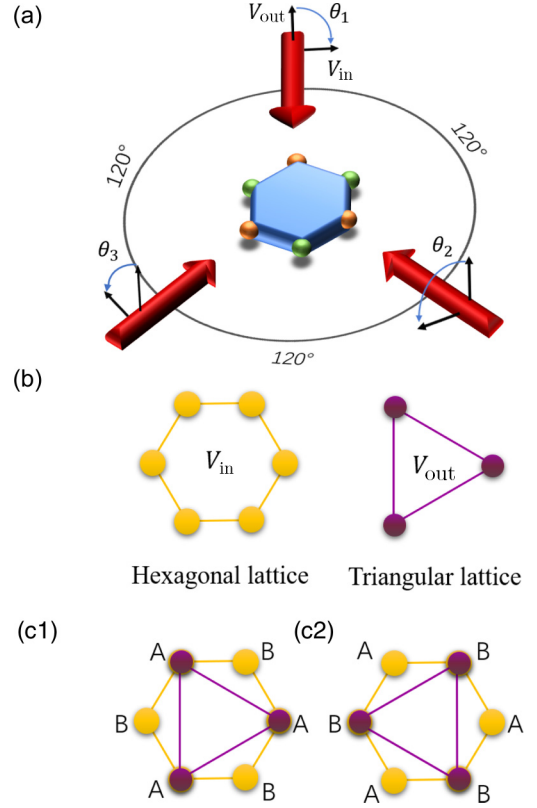 (a)
V_out θ_1
V_in
120° 120°
θ_3 θ_2
120°
(b)
V_in V_out
Hexagonal lattice Triangular lattice
(c1) (c2)
A B A B
B A B A
A B A B